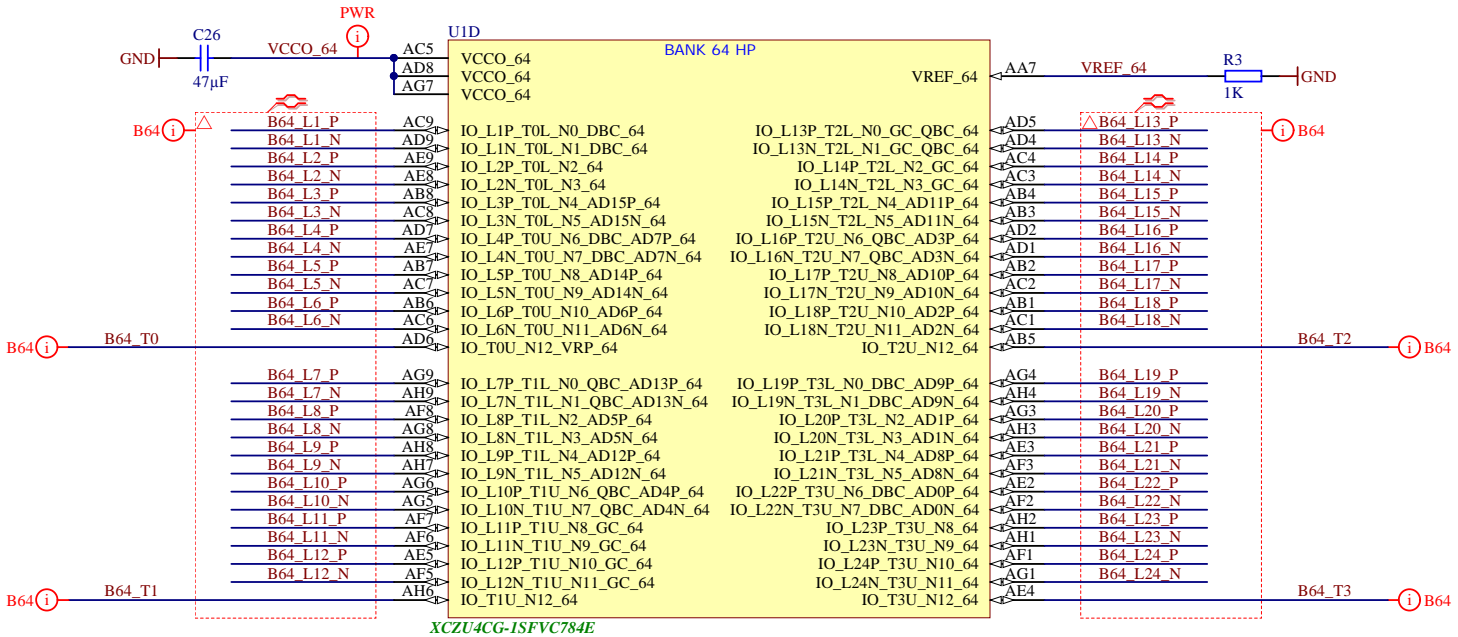 PWR
i
C26
GND
VCCO_64
47µF
U1D
BANK 64 HP
AC5
VCCO_64
AD8
VCCO_64
AG7
VCCO_64
VREF_64
AA7
VREF_64
R3
1K
GND
B64
i
B64_L1_P AC9 IO_L1P_T0L_N0_DBC_64
B64_L1_N AD9 IO_L1N_T0L_N1_DBC_64
B64_L2_P AE9 IO_L2P_T0L_N2_64
B64_L2_N AE8 IO_L2N_T0L_N3_64
B64_L3_P AB8 IO_L3P_T0L_N4_AD15P_64
B64_L3_N AC8 IO_L3N_T0L_N5_AD15N_64
B64_L4_P AD7 IO_L4P_T0U_N6_DBC_AD7P_64
B64_L4_N AE7 IO_L4N_T0U_N7_DBC_AD7N_64
B64_L5_P AB7 IO_L5P_T0U_N8_AD14P_64
B64_L5_N AC7 IO_L5N_T0U_N9_AD14N_64
B64_L6_P AB6 IO_L6P_T0U_N10_AD6P_64
B64_L6_N AC6 IO_L6N_T0U_N11_AD6N_64
B64 i B64_T0 AD6 IO_T0U_N12_VRP_64
B64_L7_P AG9 IO_L7P_T1L_N0_QBC_AD13P_64
B64_L7_N AH9 IO_L7N_T1L_N1_QBC_AD13N_64
B64_L8_P AF8 IO_L8P_T1L_N2_AD5P_64
B64_L8_N AG8 IO_L8N_T1L_N3_AD5N_64
B64_L9_P AH8 IO_L9P_T1L_N4_AD12P_64
B64_L9_N AH7 IO_L9N_T1L_N5_AD12N_64
B64_L10_P AG6 IO_L10P_T1U_N6_QBC_AD4P_64
B64_L10_N AG5 IO_L10N_T1U_N7_QBC_AD4N_64
B64_L11_P AF7 IO_L11P_T1U_N8_GC_64
B64_L11_N AF6 IO_L11N_T1U_N9_GC_64
B64_L12_P AE5 IO_L12P_T1U_N10_GC_64
B64_L12_N AF5 IO_L12N_T1U_N11_GC_64
B64 i B64_T1 AH6 IO_T1U_N12_64
IO_L13P_T2L_N0_GC_QBC_64 AD5 B64_L13_P
i B64
IO_L13N_T2L_N1_GC_QBC_64 AD4 B64_L13_N
IO_L14P_T2L_N2_GC_64 AC4 B64_L14_P
IO_L14N_T2L_N3_GC_64 AC3 B64_L14_N
IO_L15P_T2L_N4_AD11P_64 AB4 B64_L15_P
IO_L15N_T2L_N5_AD11N_64 AB3 B64_L15_N
IO_L16P_T2U_N6_QBC_AD3P_64 AD2 B64_L16_P
IO_L16N_T2U_N7_QBC_AD3N_64 AD1 B64_L16_N
IO_L17P_T2U_N8_AD10P_64 AB2 B64_L17_P
IO_L17N_T2U_N9_AD10N_64 AC2 B64_L17_N
IO_L18P_T2U_N10_AD2P_64 AB1 B64_L18_P
IO_L18N_T2U_N11_AD2N_64 AC1 B64_L18_N
IO_T2U_N12_64 AB5 B64_T2 i B64
IO_L19P_T3L_N0_DBC_AD9P_64 AG4 B64_L19_P
IO_L19N_T3L_N1_DBC_AD9N_64 AH4 B64_L19_N
IO_L20P_T3L_N2_AD1P_64 AG3 B64_L20_P
IO_L20N_T3L_N3_AD1N_64 AH3 B64_L20_N
IO_L21P_T3L_N4_AD8P_64 AE3 B64_L21_P
IO_L21N_T3L_N5_AD8N_64 AF3 B64_L21_N
IO_L22P_T3U_N6_DBC_AD0P_64 AE2 B64_L22_P
IO_L22N_T3U_N7_DBC_AD0N_64 AF2 B64_L22_N
IO_L23P_T3U_N8_64 AH2 B64_L23_P
IO_L23N_T3U_N9_64 AH1 B64_L23_N
IO_L24P_T3U_N10_64 AF1 B64_L24_P
IO_L24N_T3U_N11_64 AG1 B64_L24_N
IO_T3U_N12_64 AE4 B64_T3 i B64
XCZU4CG-1SFVC784E